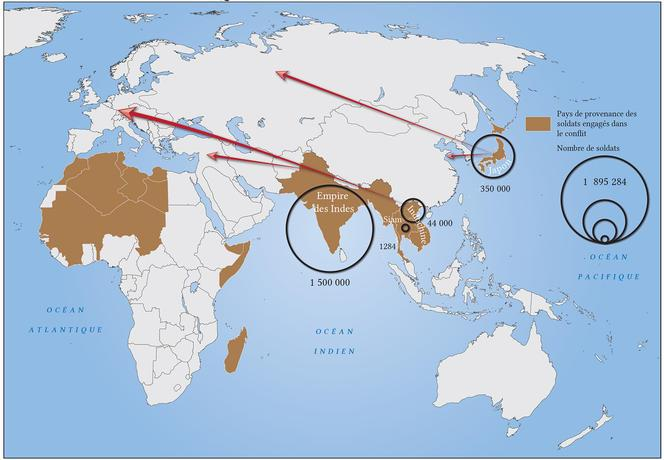 Pays de provenance des
soldats engagés dans
le conflit
Nombre de soldats
1 895 284
Japon
350 000
Empire
des Indes
Siam
Indochine
44 000
1284
1 500 000
OCÉAN
PACIFIQUE
OCÉAN
ATLANTIQUE
OCÉAN
INDIEN